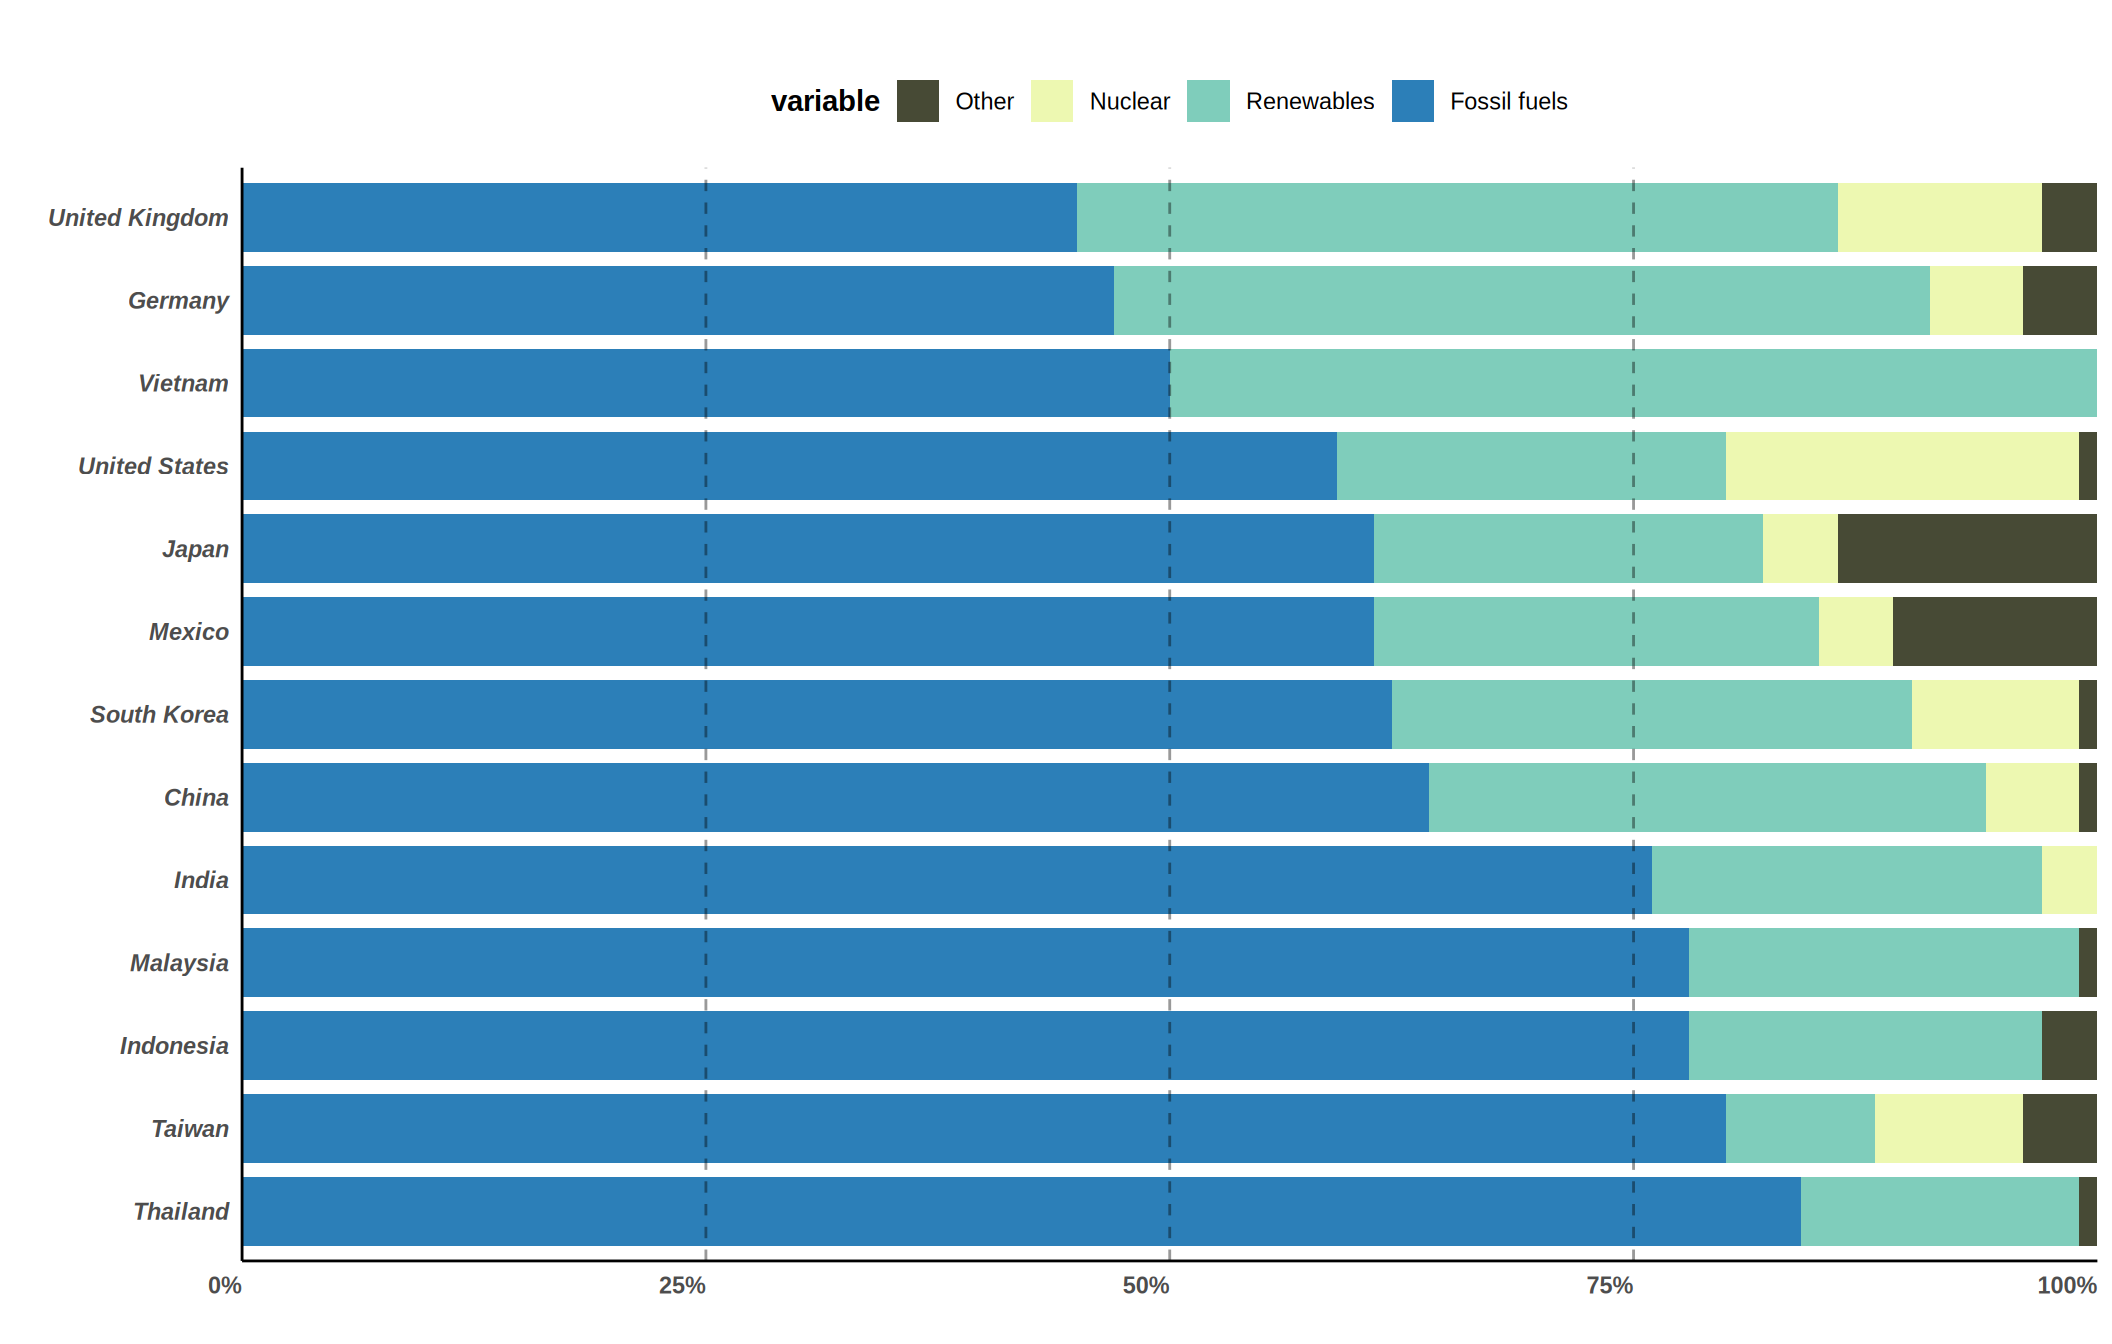 variable Other Nuclear Renewables Fossil fuels
United Kingdom
Germany
Vietnam
United States
Japan
Mexico
South Korea
China
India
Malaysia
Indonesia
Taiwan
Thailand
0% 25% 50% 75% 100%